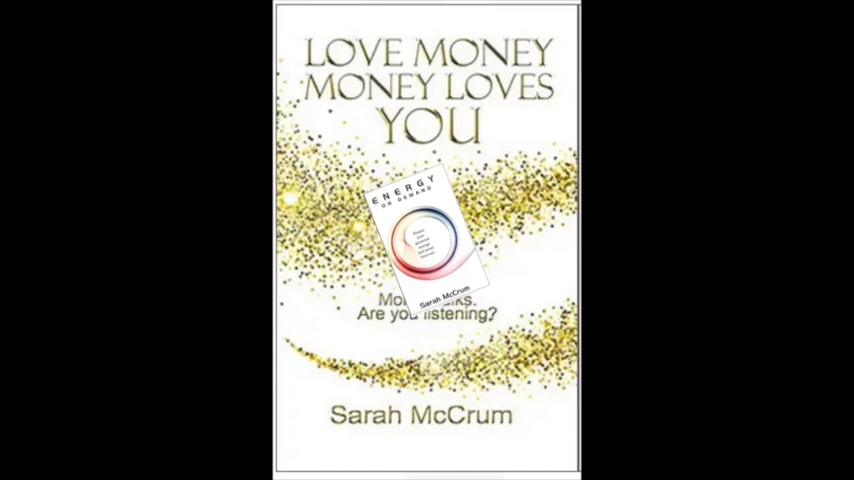 LOVE MONEY
MONEY LOVES
YOU
ENERGY
ON DEMAND
Sarah McCrum
Are you listening?
Sarah McCrum